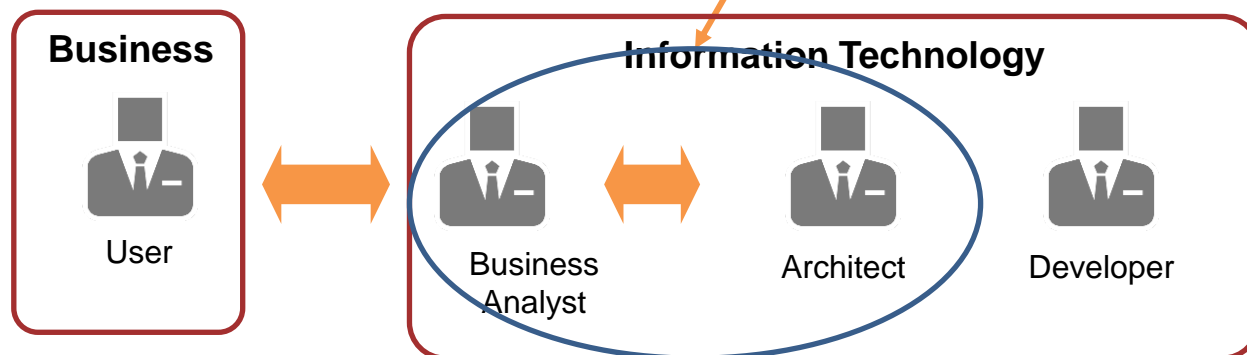 Business
Information Technology
User
Business
Analyst
Architect
Developer